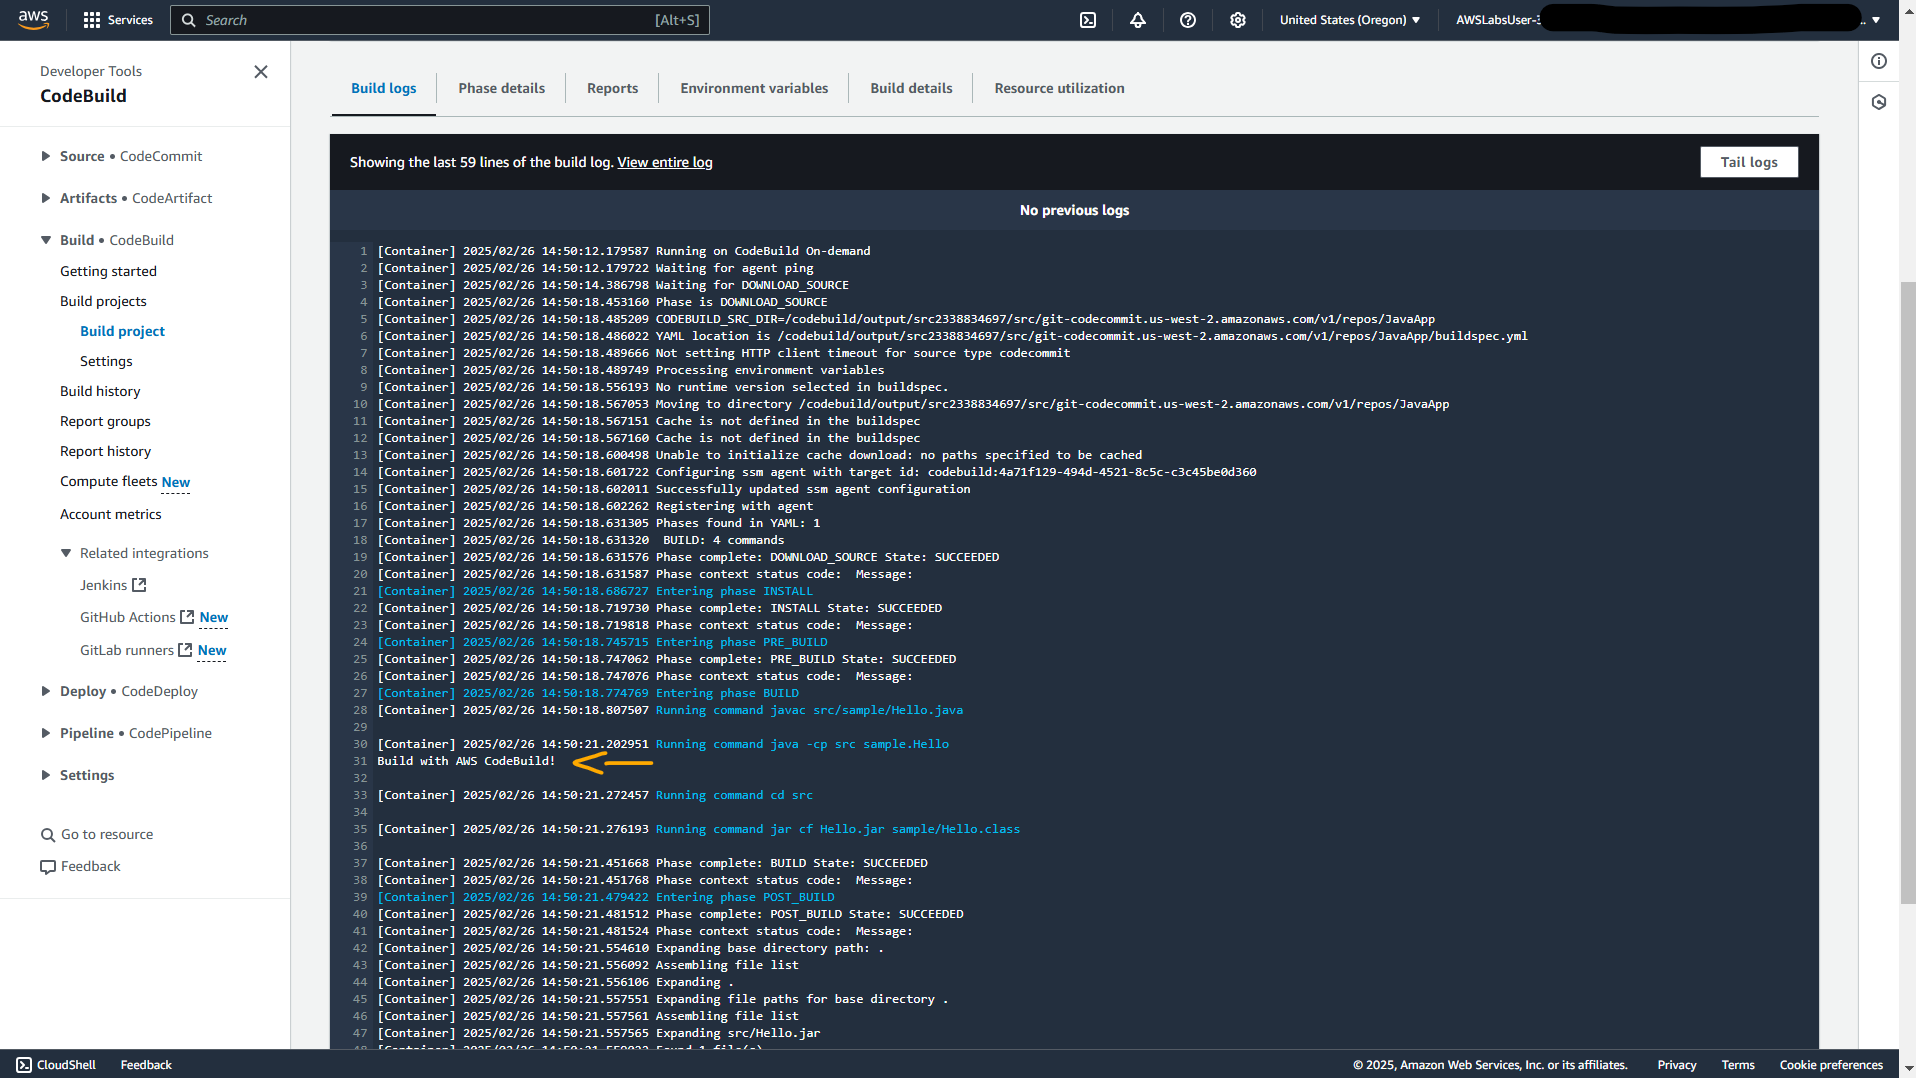 aws
Services
Search
[Alt+S]
United States (Oregon)
AWSLabsUser-
Developer Tools
CodeBuild
Source • CodeCommit
Artifacts • CodeArtifact
Build • CodeBuild
Getting started
Build projects
Build project
Settings
Build history
Report groups
Report history
Compute fleets New
Account metrics
Related integrations
Jenkins
GitHub Actions New
GitLab runners New
Deploy • CodeDeploy
Pipeline • CodePipeline
Settings
Go to resource
Feedback
Build logs
Phase details
Reports
Environment variables
Build details
Resource utilization
Showing the last 59 lines of the build log. View entire log
Tail logs
No previous logs
1 [Container] 2025/02/26 14:50:12.179587 Running on CodeBuild On-demand
2 [Container] 2025/02/26 14:50:12.179722 Waiting for agent ping
3 [Container] 2025/02/26 14:50:14.386798 Waiting for DOWNLOAD_SOURCE
4 [Container] 2025/02/26 14:50:18.453160 Phase is DOWNLOAD_SOURCE
5 [Container] 2025/02/26 14:50:18.485209 CODEBUILD_SRC_DIR=/codebuild/output/src2338834697/src/git-codecommit.us-west-2.amazonaws.com/v1/repos/JavaApp
6 [Container] 2025/02/26 14:50:18.486022 YAML location is /codebuild/output/src2338834697/src/git-codecommit.us-west-2.amazonaws.com/v1/repos/JavaApp/buildspec.yml
7 [Container] 2025/02/26 14:50:18.489666 Not setting HTTP client timeout for source type codecommit
8 [Container] 2025/02/26 14:50:18.489749 Processing environment variables
9 [Container] 2025/02/26 14:50:18.556193 No runtime version selected in buildspec.
10 [Container] 2025/02/26 14:50:18.567053 Moving to directory /codebuild/output/src2338834697/src/git-codecommit.us-west-2.amazonaws.com/v1/repos/JavaApp
11 [Container] 2025/02/26 14:50:18.567151 Cache is not defined in the buildspec
12 [Container] 2025/02/26 14:50:18.567160 Cache is not defined in the buildspec
13 [Container] 2025/02/26 14:50:18.600498 Unable to initialize cache download: no paths specified to be cached
14 [Container] 2025/02/26 14:50:18.601722 Configuring ssm agent with target id: codebuild:4a71f129-494d-4521-8c5c-c3c45be0d360
15 [Container] 2025/02/26 14:50:18.602011 Successfully updated ssm agent configuration
16 [Container] 2025/02/26 14:50:18.602262 Registering with agent
17 [Container] 2025/02/26 14:50:18.631305 Phases found in YAML: 1
18 [Container] 2025/02/26 14:50:18.631320  BUILD: 4 commands
19 [Container] 2025/02/26 14:50:18.631576 Phase complete: DOWNLOAD_SOURCE State: SUCCEEDED
20 [Container] 2025/02/26 14:50:18.631587 Phase context status code:  Message:
21 [Container] 2025/02/26 14:50:18.686727 Entering phase INSTALL
22 [Container] 2025/02/26 14:50:18.719730 Phase complete: INSTALL State: SUCCEEDED
23 [Container] 2025/02/26 14:50:18.719818 Phase context status code:  Message:
24 [Container] 2025/02/26 14:50:18.745715 Entering phase PRE_BUILD
25 [Container] 2025/02/26 14:50:18.747062 Phase complete: PRE_BUILD State: SUCCEEDED
26 [Container] 2025/02/26 14:50:18.747076 Phase context status code:  Message:
27 [Container] 2025/02/26 14:50:18.774769 Entering phase BUILD
28 [Container] 2025/02/26 14:50:18.807507 Running command javac src/sample/Hello.java
29
30 [Container] 2025/02/26 14:50:21.202951 Running command java -cp src sample.Hello
31 Build with AWS CodeBuild!
32
33 [Container] 2025/02/26 14:50:21.272457 Running command cd src
34
35 [Container] 2025/02/26 14:50:21.276193 Running command jar cf Hello.jar sample/Hello.class
36
37 [Container] 2025/02/26 14:50:21.451668 Phase complete: BUILD State: SUCCEEDED
38 [Container] 2025/02/26 14:50:21.451768 Phase context status code:  Message:
39 [Container] 2025/02/26 14:50:21.479422 Entering phase POST_BUILD
40 [Container] 2025/02/26 14:50:21.481512 Phase complete: POST_BUILD State: SUCCEEDED
41 [Container] 2025/02/26 14:50:21.481524 Phase context status code:  Message:
42 [Container] 2025/02/26 14:50:21.554610 Expanding base directory path: .
43 [Container] 2025/02/26 14:50:21.556092 Assembling file list
44 [Container] 2025/02/26 14:50:21.556106 Expanding .
45 [Container] 2025/02/26 14:50:21.557551 Expanding file paths for base directory .
46 [Container] 2025/02/26 14:50:21.557561 Assembling file list
47 [Container] 2025/02/26 14:50:21.557565 Expanding src/Hello.jar
CloudShell
Feedback
© 2025, Amazon Web Services, Inc. or its affiliates.
Privacy
Terms
Cookie preferences